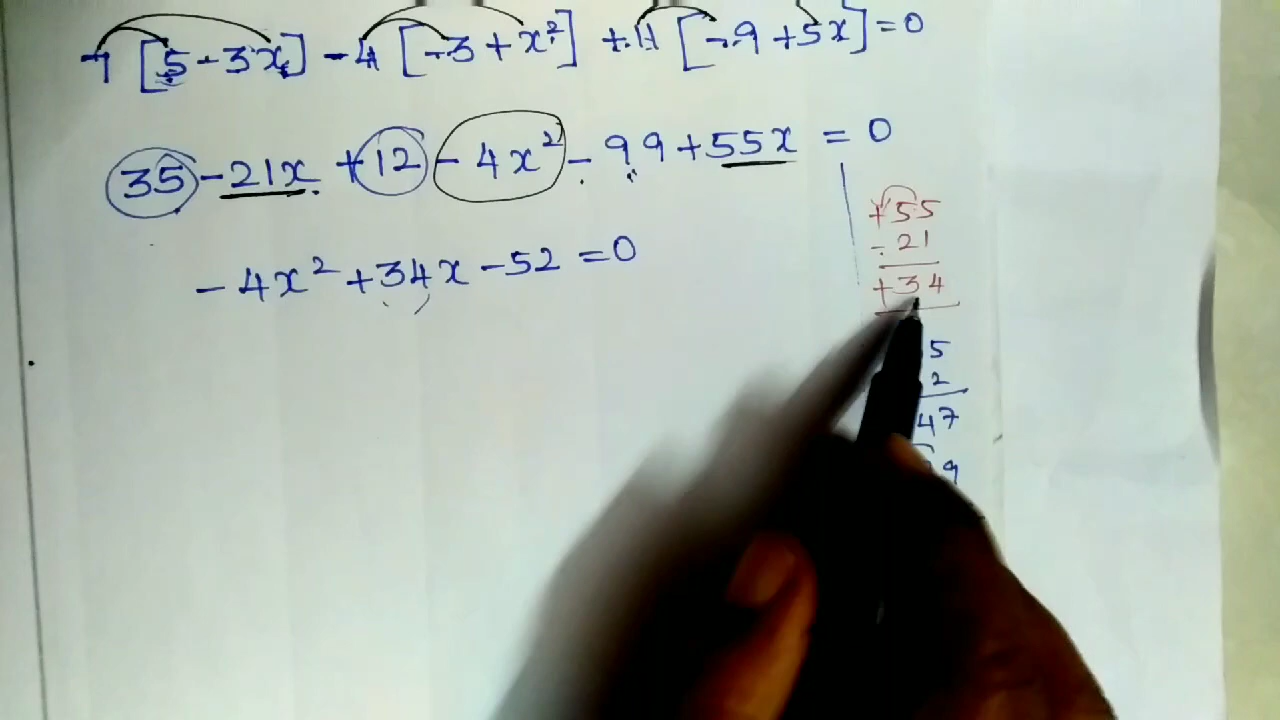 7 [5 - 3x] - 4 [-3 + x²] + 11 [-9 + 5x] = 0
35 - 21x + 12 - 4x² - 99 + 55x = 0
- 4x² + 34x - 52 = 0
+55
- 21
+34
5
2
47
9